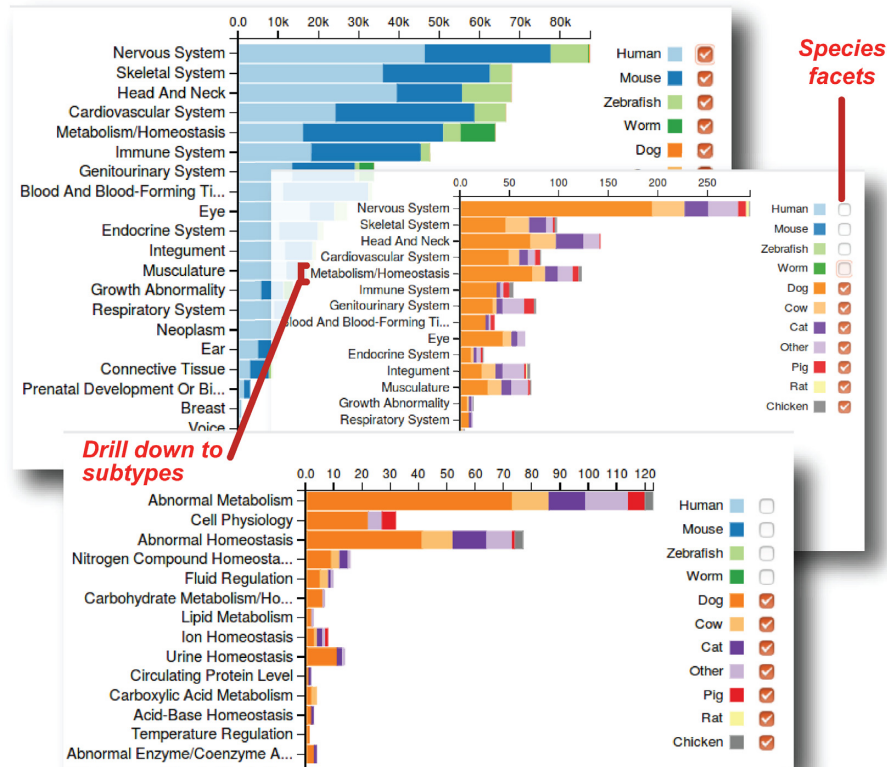 0.0 10k 20k 30k 40k 50k 60k 70k 80k
Nervous System
Skeletal System
Head And Neck
Cardiovascular System
Metabolism/Homeostasis
Immune System
Genitourinary System
Blood And Blood-Forming Ti...
Eye
Endocrine System
Integument
Musculature
Growth Abnormality
Respiratory System
Neoplasm
Ear
Connective Tissue
Prenatal Development Or Bi...
Breast
Voice
Human
Mouse
Zebrafish
Worm
Dog
Species
facets
0.0 50 100 150 200 250
Nervous System
Skeletal System
Head And Neck
Cardiovascular System
Metabolism/Homeostasis
Immune System
Genitourinary System
Blood And Blood-Forming Ti...
Eye
Endocrine System
Integument
Musculature
Growth Abnormality
Respiratory System
Human
Mouse
Zebrafish
Worm
Dog
Cow
Cat
Other
Pig
Rat
Chicken
Drill down to
subtypes
0.0 10 20 30 40 50 60 70 80 90 100 110 123
Abnormal Metabolism
Cell Physiology
Abnormal Homeostasis
Nitrogen Compound Homeosta...
Fluid Regulation
Carbohydrate Metabolism/Ho...
Lipid Metabolism
Ion Homeostasis
Urine Homeostasis
Circulating Protein Level
Carboxylic Acid Metabolism
Acid-Base Homeostasis
Temperature Regulation
Abnormal Enzyme/Coenzyme A...
Human
Mouse
Zebrafish
Worm
Dog
Cow
Cat
Other
Pig
Rat
Chicken